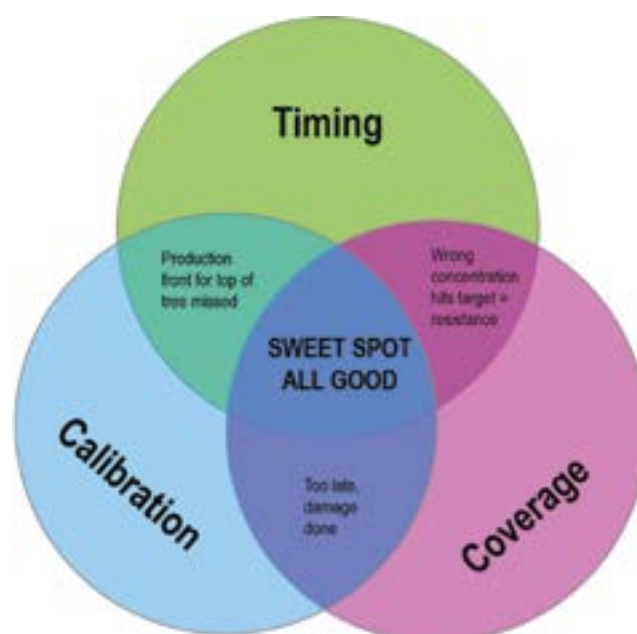 Timing
Production
front for top of
tree missed
Wrong
concentration
hits target =
resistance
SWEET SPOT
ALL GOOD
Calibration
Too late,
damage
done
Coverage